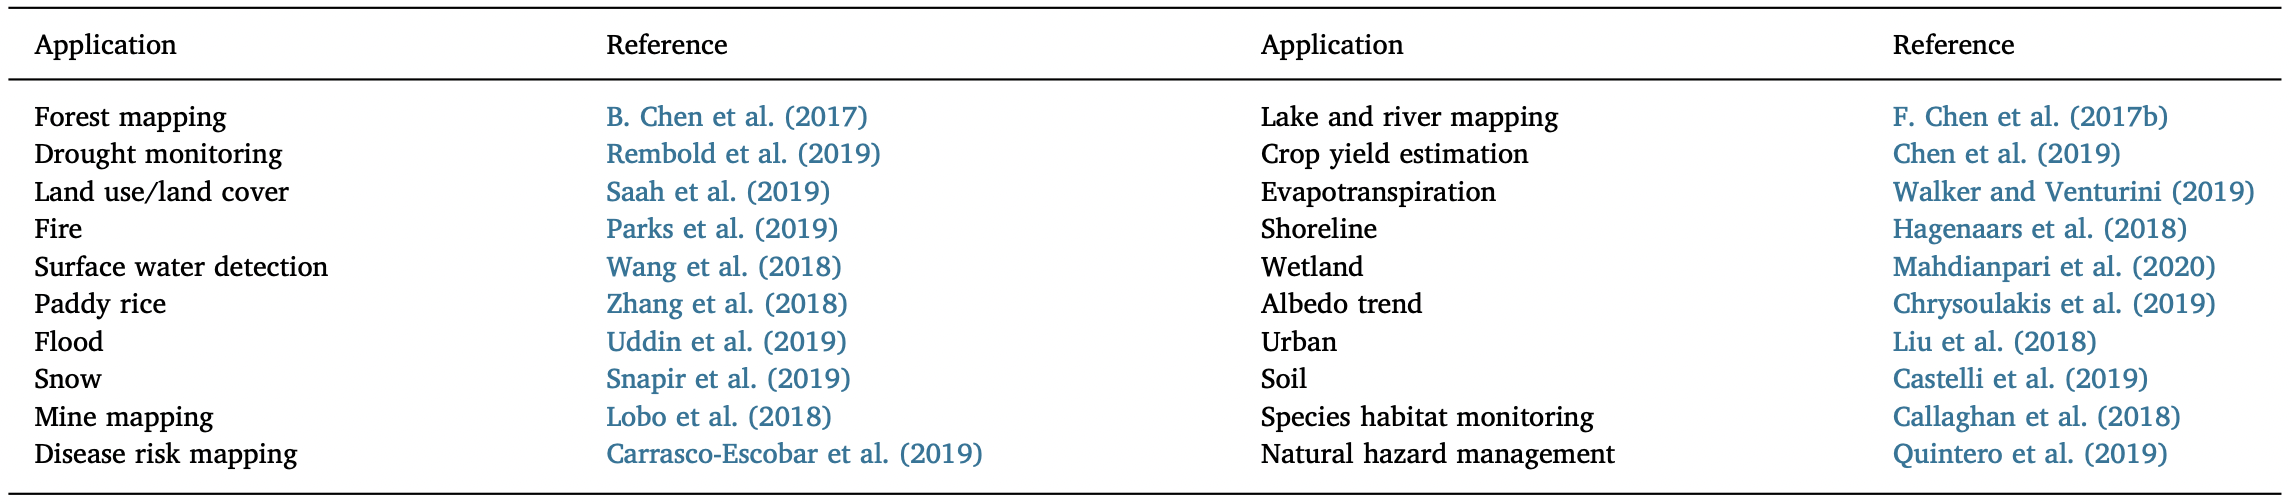 Application Reference Application Reference
Forest mapping B. Chen et al. (2017) Lake and river mapping F. Chen et al. (2017b)
Drought monitoring Rembold et al. (2019) Crop yield estimation Chen et al. (2019)
Land use/land cover Saah et al. (2019) Evapotranspiration Walker and Venturini (2019)
Fire Parks et al. (2019) Shoreline Hagenaars et al. (2018)
Surface water detection Wang et al. (2018) Wetland Mahdianpari et al. (2020)
Paddy rice Zhang et al. (2018) Albedo trend Chrysoulakis et al. (2019)
Flood Uddin et al. (2019) Urban Liu et al. (2018)
Snow Snapir et al. (2019) Soil Castelli et al. (2019)
Mine mapping Lobo et al. (2018) Species habitat monitoring Callaghan et al. (2018)
Disease risk mapping Carrasco-Escobar et al. (2019) Natural hazard management Quintero et al. (2019)